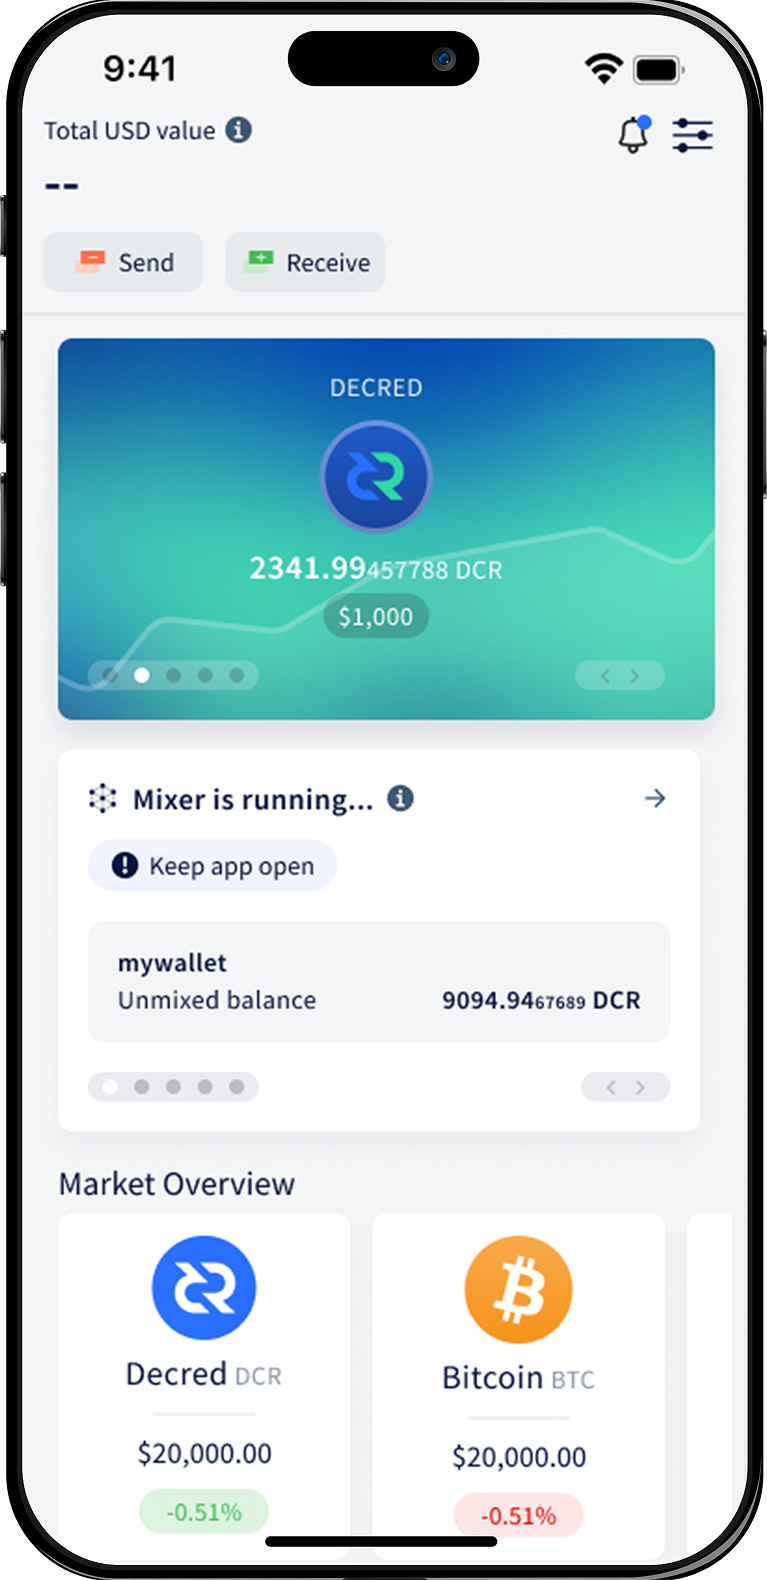 9:41
Total USD value
--
Send Receive
DECRED
2341.99457788 DCR
$1,000
Mixer is running...
Keep app open
mywallet
Unmixed balance 9094.9467689 DCR
Market Overview
Decred DCR Bitcoin BTC
$20,000.00 $20,000.00
-0.51% -0.51%